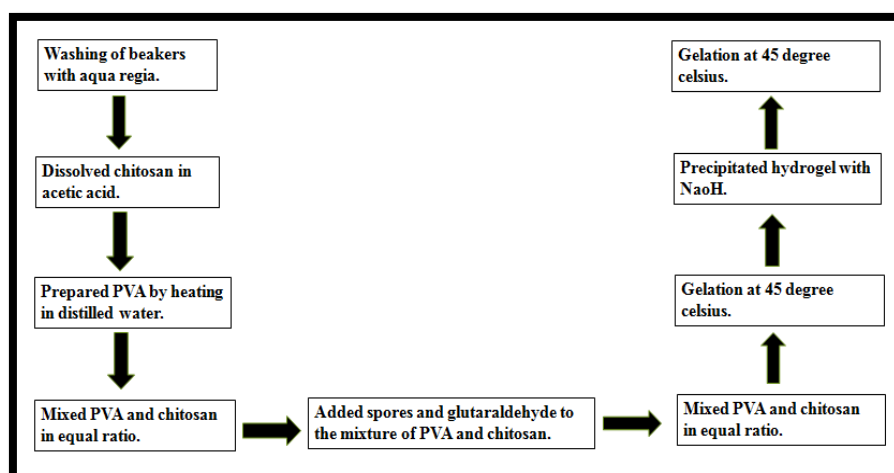 Washing of beakers
with aqua regia.
Dissolved chitosan in
acetic acid.
Prepared PVA by heating
in distilled water.
Mixed PVA and chitosan
in equal ratio.
Added spores and glutaraldehyde to
the mixture of PVA and chitosan.
Mixed PVA and chitosan
in equal ratio.
Gelation at 45 degree
celsius.
Precipitated hydrogel with
NaoH.
Gelation at 45 degree
celsius.